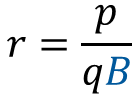 r = p / qB